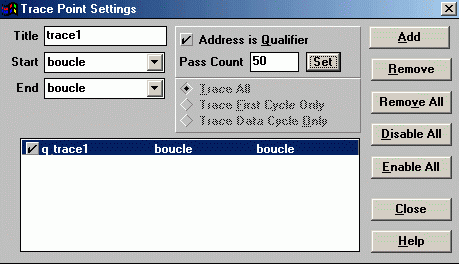 Trace Point Settings
Title trace1
Start boucle
End boucle
Address is Qualifier
Pass Count 50 Set
Trace All
Trace First Cycle Only
Trace Data Cycle Only
q_trace1 boucle boucle
Add
Remove
Remove All
Disable All
Enable All
Close
Help